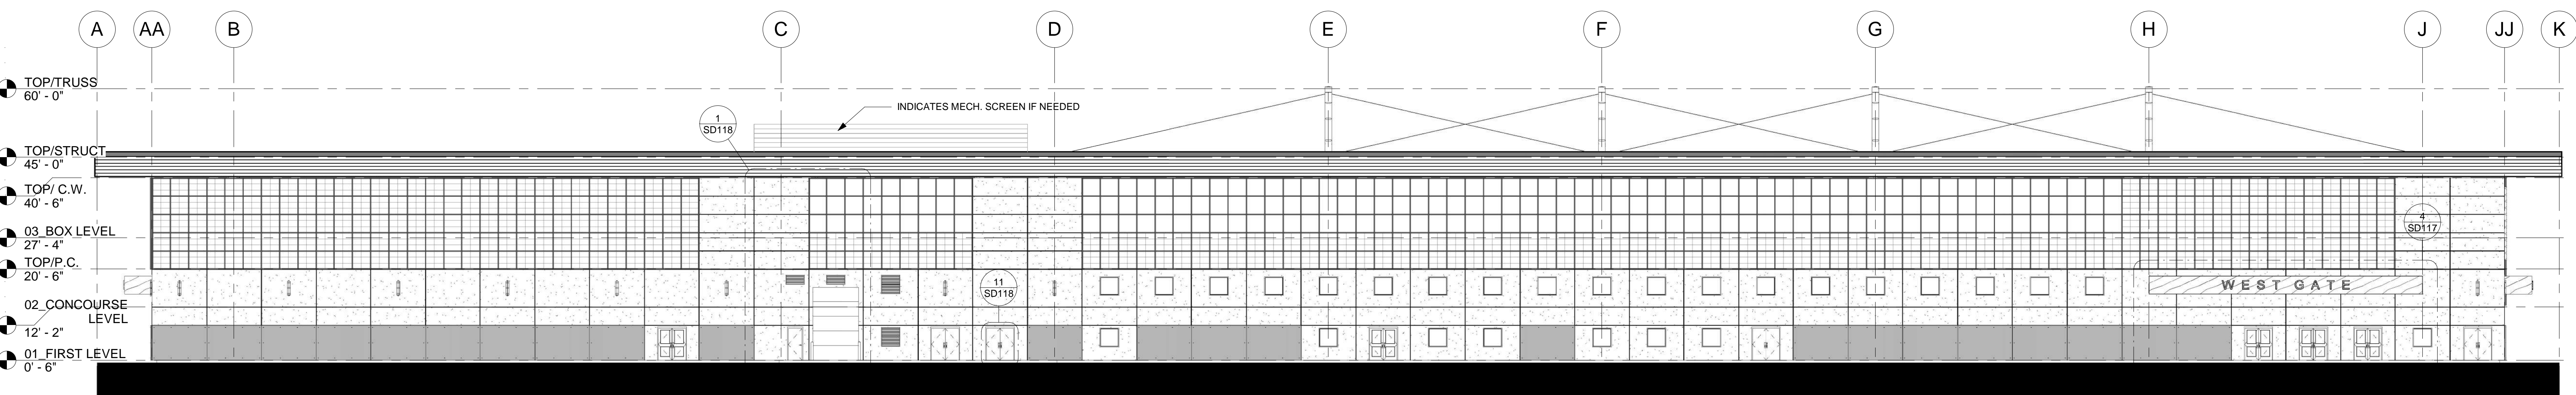 A
AA
B
C
D
E
F
G
H
J
JJ
K
TOP/TRUSS
60' - 0"
INDICATES MECH. SCREEN IF NEEDED
1
SD118
TOP/STRUCT
45' - 0"
TOP/ C.W.
40' - 6"
4
SD117
03_BOX LEVEL
27' - 4"
TOP/P.C.
20' - 6"
11
SD118
WEST GATE
02_CONCOURSE
LEVEL
12' - 2"
01_FIRST LEVEL
0' - 6"